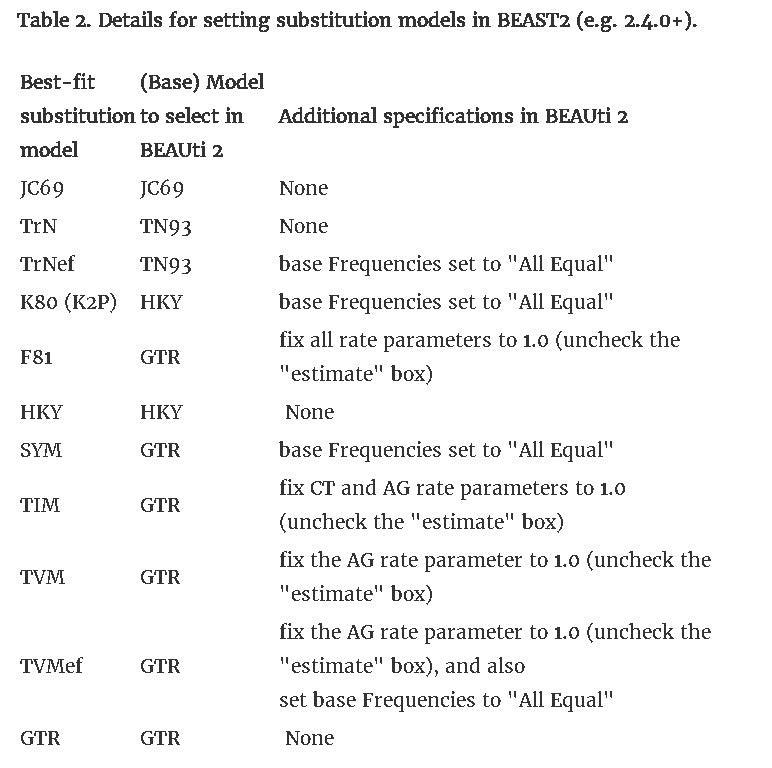 Table 2. Details for setting substitution models in BEAST2 (e.g. 2.4.0+).
Best-fit (Base) Model
substitution to select in Additional specifications in BEAUti 2
model BEAUti 2
JC69 JC69 None
TrN TN93 None
TrNef TN93 base Frequencies set to "All Equal"
K80 (K2P) HKY base Frequencies set to "All Equal"
F81 GTR fix all rate parameters to 1.0 (uncheck the
"estimate" box)
HKY HKY None
SYM GTR base Frequencies set to "All Equal"
TIM GTR fix CT and AG rate parameters to 1.0
(uncheck the "estimate" box)
TVM GTR fix the AG rate parameter to 1.0 (uncheck the
"estimate" box)
TVMef GTR fix the AG rate parameter to 1.0 (uncheck the
"estimate" box), and also
set base Frequencies to "All Equal"
GTR GTR None